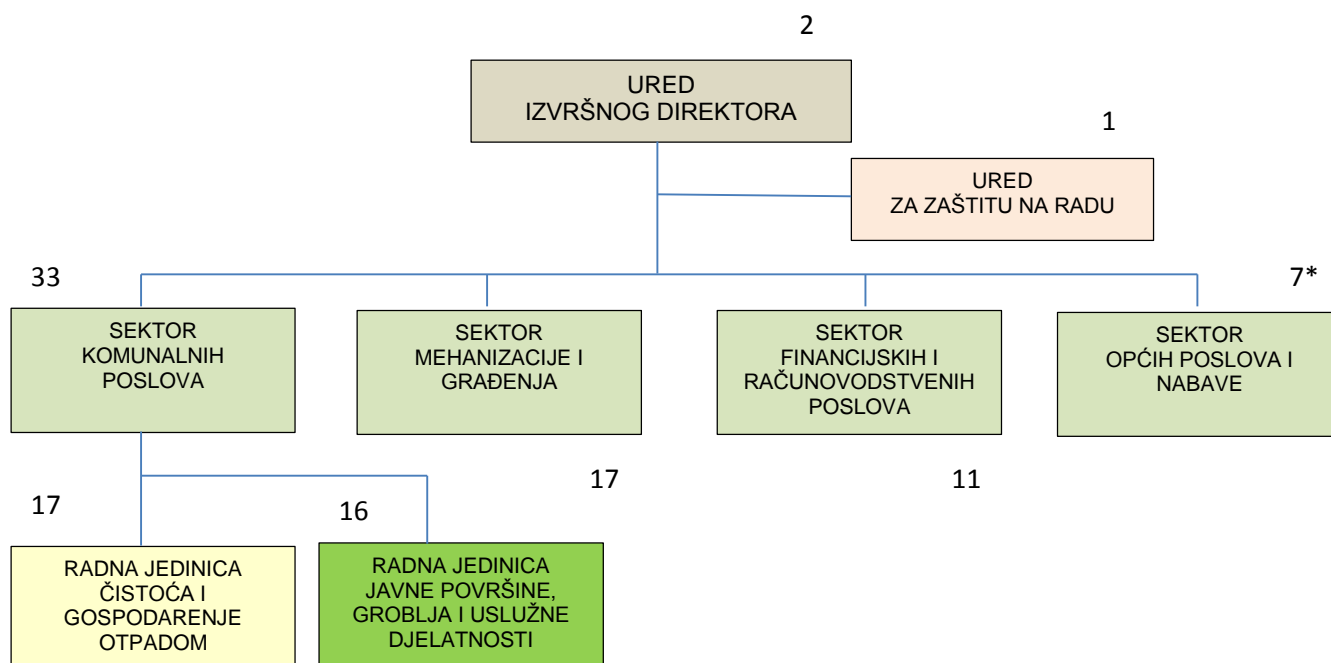 2
URED
IZVRŠNOG DIREKTORA
1
URED
ZA ZAŠTITU NA RADU
33
7*
SEKTOR
KOMUNALNIH
POSLOVA
SEKTOR
MEHANIZACIJE I
GRAĐENJA
SEKTOR
FINANCIJSKIH I
RAČUNOVODSTVENIH
POSLOVA
SEKTOR
OPĆIH POSLOVA I
NABAVE
17
11
17
16
RADNA JEDINICA
ČISTOĆA I
GOSPODARENJE
OTPADOM
RADNA JEDINICA
JAVNE POVRŠINE,
GROBLJA I USLUŽNE
DJELATNOSTI